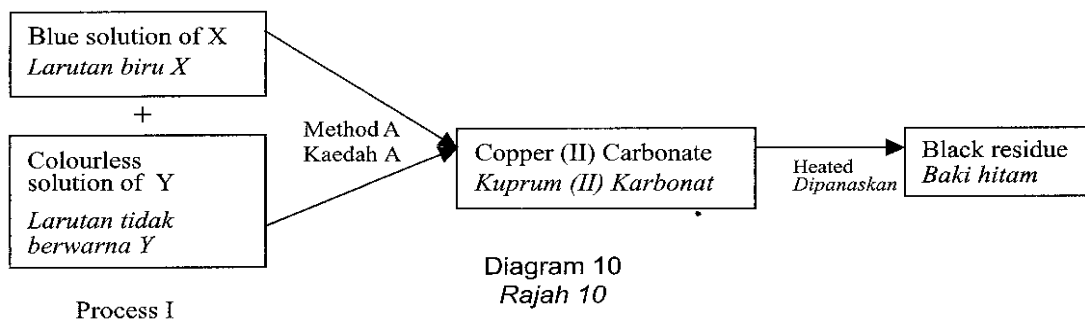 Blue solution of X
Larutan biru X
+
Colourless
solution of Y
Larutan tidak
berwarna Y
Process I
Method A
Kaedah A
Copper (II) Carbonate
Kuprum (II) Karbonat
Heated
Dipanaskan
Black residue
Baki hitam
Diagram 10
Rajah 10